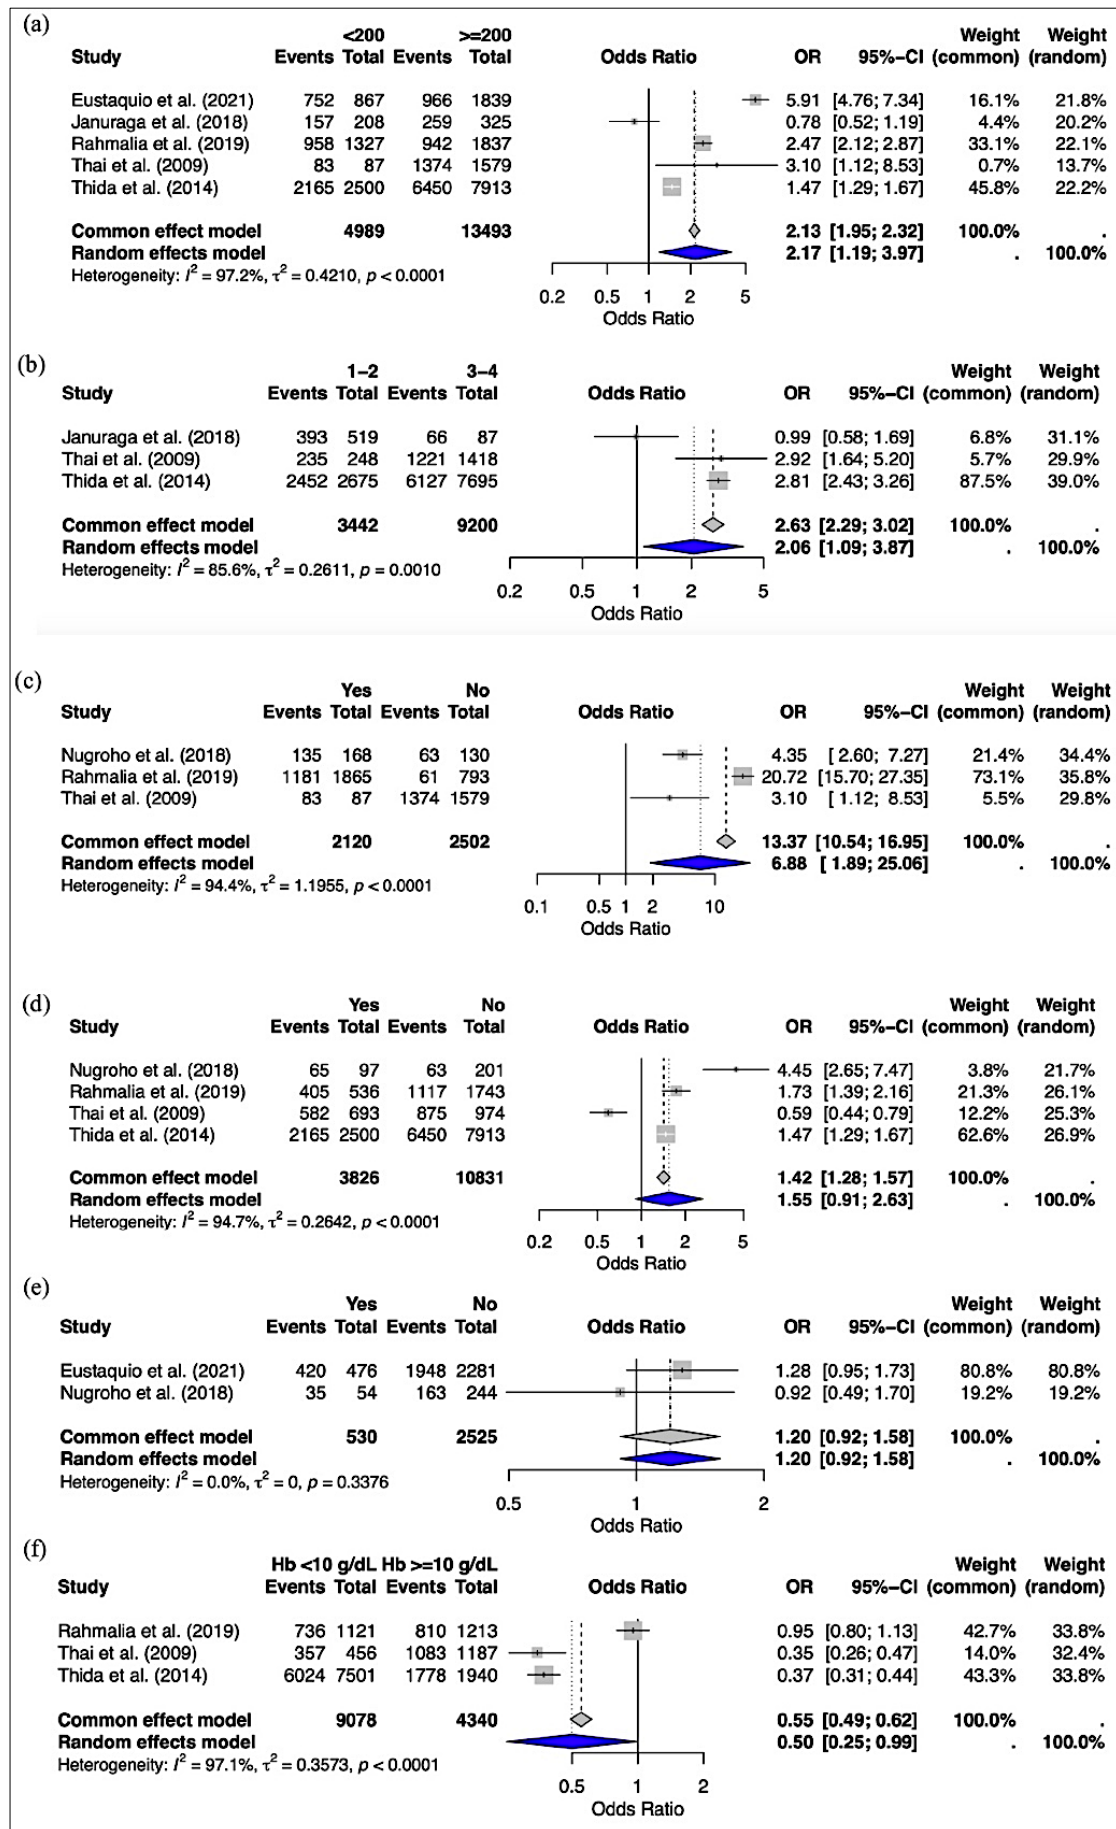 (a)
<200 >=200 Weight Weight
Study Events Total Events Total Odds Ratio OR 95%-CI (common) (random)
Eustaquio et al. (2021) 752 867 966 1839 5.91 [4.76; 7.34] 16.1% 21.8%
Januraga et al. (2018) 157 208 259 325 0.78 [0.52; 1.19] 4.4% 20.2%
Rahmalia et al. (2019) 958 1327 942 1837 2.47 [2.12; 2.87] 33.1% 22.1%
Thai et al. (2009) 83 87 1374 1579 3.10 [1.12; 8.53] 0.7% 13.7%
Thida et al. (2014) 2165 2500 6450 7913 1.47 [1.29; 1.67] 45.8% 22.2%
Common effect model 4989 13493 2.13 [1.95; 2.32] 100.0% .
Random effects model 2.17 [1.19; 3.97] . 100.0%
Heterogeneity: I² = 97.2%, τ² = 0.4210, p < 0.0001
0.2 0.5 1 2 5
Odds Ratio
(b)
1-2 3-4 Weight Weight
Study Events Total Events Total Odds Ratio OR 95%-CI (common) (random)
Januraga et al. (2018) 393 519 66 87 0.99 [0.58; 1.69] 6.8% 31.1%
Thai et al. (2009) 235 248 1221 1418 2.92 [1.64; 5.20] 5.7% 29.9%
Thida et al. (2014) 2452 2675 6127 7695 2.81 [2.43; 3.26] 87.5% 39.0%
Common effect model 3442 9200 2.63 [2.29; 3.02] 100.0% .
Random effects model 2.06 [1.09; 3.87] . 100.0%
Heterogeneity: I² = 85.6%, τ² = 0.2611, p = 0.0010
0.2 0.5 1 2 5
Odds Ratio
(c)
Yes No Weight Weight
Study Events Total Events Total Odds Ratio OR 95%-CI (common) (random)
Nugroho et al. (2018) 135 168 63 130 4.35 [ 2.60; 7.27] 21.4% 34.4%
Rahmalia et al. (2019) 1181 1865 61 793 20.72 [15.70; 27.35] 73.1% 35.8%
Thai et al. (2009) 83 87 1374 1579 3.10 [ 1.12; 8.53] 5.5% 29.8%
Common effect model 2120 2502 13.37 [10.54; 16.95] 100.0% .
Random effects model 6.88 [ 1.89; 25.06] . 100.0%
Heterogeneity: I² = 94.4%, τ² = 1.1955, p < 0.0001
0.1 0.5 1 2 10
Odds Ratio
(d)
Yes No Weight Weight
Study Events Total Events Total Odds Ratio OR 95%-CI (common) (random)
Nugroho et al. (2018) 65 97 63 201 4.45 [2.65; 7.47] 3.8% 21.7%
Rahmalia et al. (2019) 405 536 1117 1743 1.73 [1.39; 2.16] 21.3% 26.1%
Thai et al. (2009) 582 693 875 974 0.59 [0.44; 0.79] 12.2% 25.3%
Thida et al. (2014) 2165 2500 6450 7913 1.47 [1.29; 1.67] 62.6% 26.9%
Common effect model 3826 10831 1.42 [1.28; 1.57] 100.0% .
Random effects model 1.55 [0.91; 2.63] . 100.0%
Heterogeneity: I² = 94.7%, τ² = 0.2642, p < 0.0001
0.2 0.5 1 2 5
Odds Ratio
(e)
Yes No Weight Weight
Study Events Total Events Total Odds Ratio OR 95%-CI (common) (random)
Eustaquio et al. (2021) 420 476 1948 2281 1.28 [0.95; 1.73] 80.8% 80.8%
Nugroho et al. (2018) 35 54 163 244 0.92 [0.49; 1.70] 19.2% 19.2%
Common effect model 530 2525 1.20 [0.92; 1.58] 100.0% .
Random effects model 1.20 [0.92; 1.58] . 100.0%
Heterogeneity: I² = 0.0%, τ² = 0, p = 0.3376
0.5 1 2
Odds Ratio
(f)
Hb <10 g/dL Hb >=10 g/dL Weight Weight
Study Events Total Events Total Odds Ratio OR 95%-CI (common) (random)
Rahmalia et al. (2019) 736 1121 810 1213 0.95 [0.80; 1.13] 42.7% 33.8%
Thai et al. (2009) 357 456 1083 1187 0.35 [0.26; 0.47] 14.0% 32.4%
Thida et al. (2014) 6024 7501 1778 1940 0.37 [0.31; 0.44] 43.3% 33.8%
Common effect model 9078 4340 0.55 [0.49; 0.62] 100.0% .
Random effects model 0.50 [0.25; 0.99] . 100.0%
Heterogeneity: I² = 97.1%, τ² = 0.3573, p < 0.0001
0.5 1 2
Odds Ratio